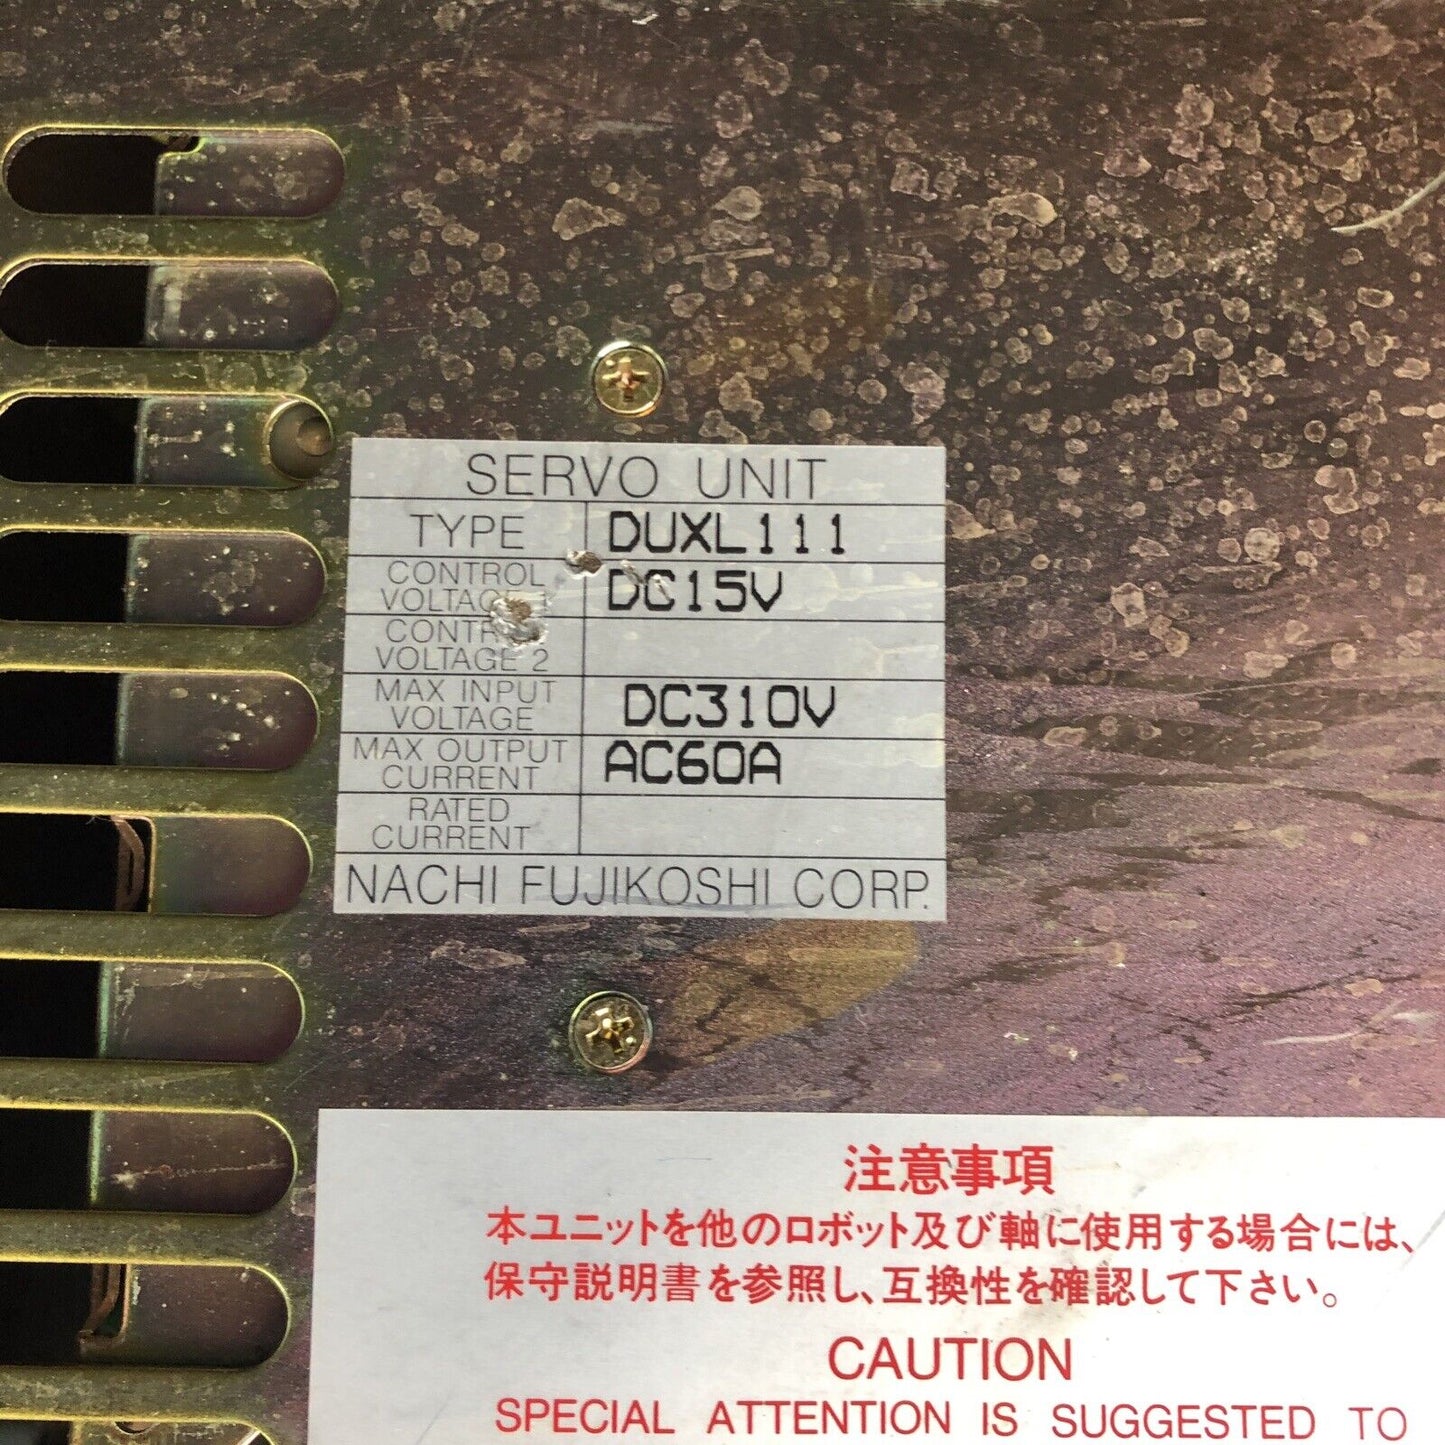 SERVO UNIT
TYPE DUXL111
CONTROL
VOLTAGE 1 DC15V
CONTROL
VOLTAGE 2
MAX INPUT
VOLTAGE DC310V
MAX OUTPUT
CURRENT AC60A
RATED
CURRENT
NACHI FUJIKOSHI CORP.
注意事項
本ユニットを他のロボット及び軸に使用する場合には、
保守説明書を参照し、互換性を確認して下さい。
CAUTION
SPECIAL ATTENTION IS SUGGESTED TO